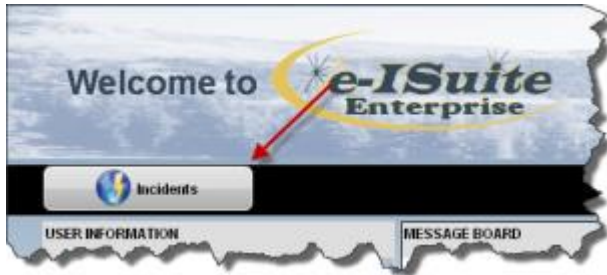 Welcome to e-ISuite
Enterprise
Incidents
USER INFORMATION MESSAGE BOARD